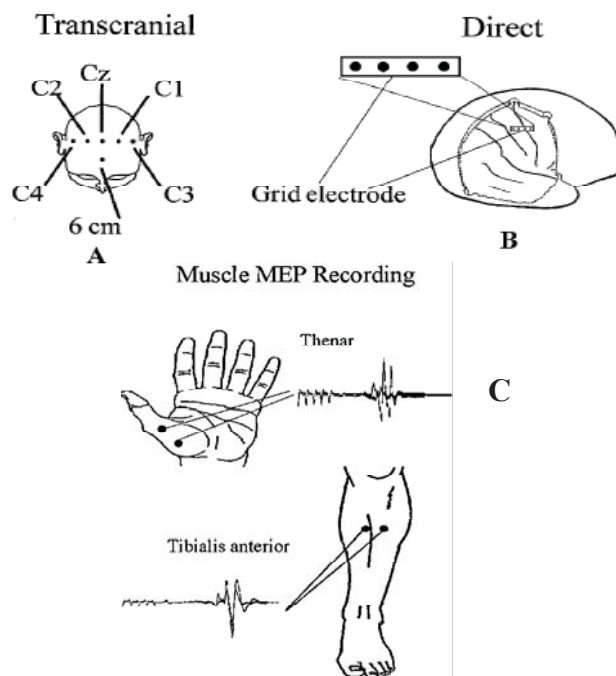 Transcranial
Direct
Cz
C2
C1
C4
C3
6 cm
Grid electrode
A
B
Muscle MEP Recording
Thenar
C
Tibialis anterior